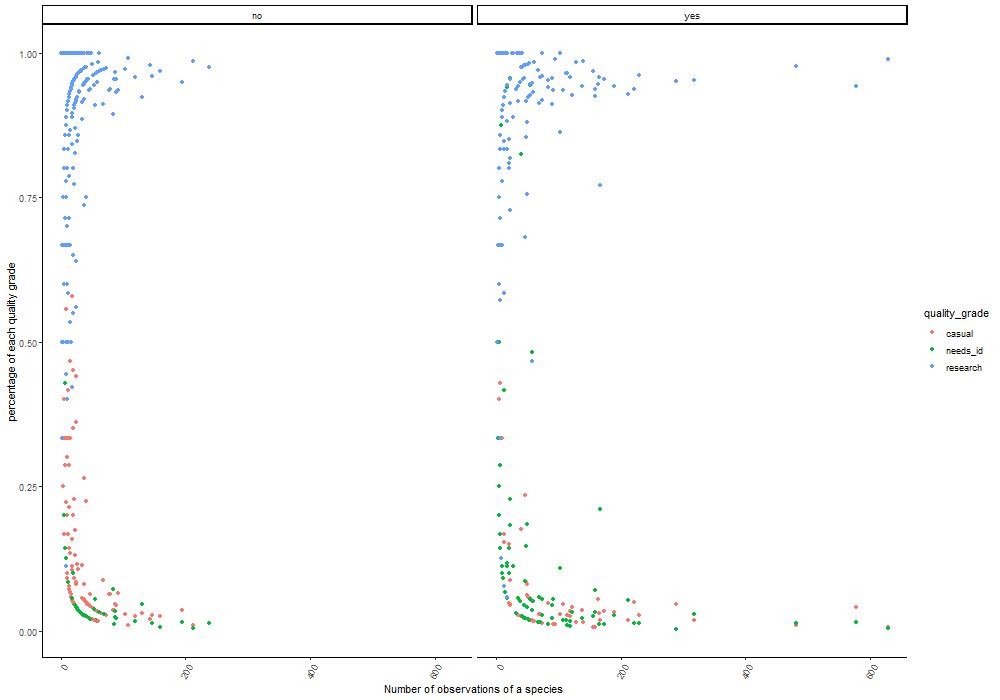 no
yes
1.00
0.75
0.50
0.25
0.00
percentage of each quality grade
0
200
400
600
0
200
400
600
Number of observations of a species
quality_grade
casual
needs_id
research